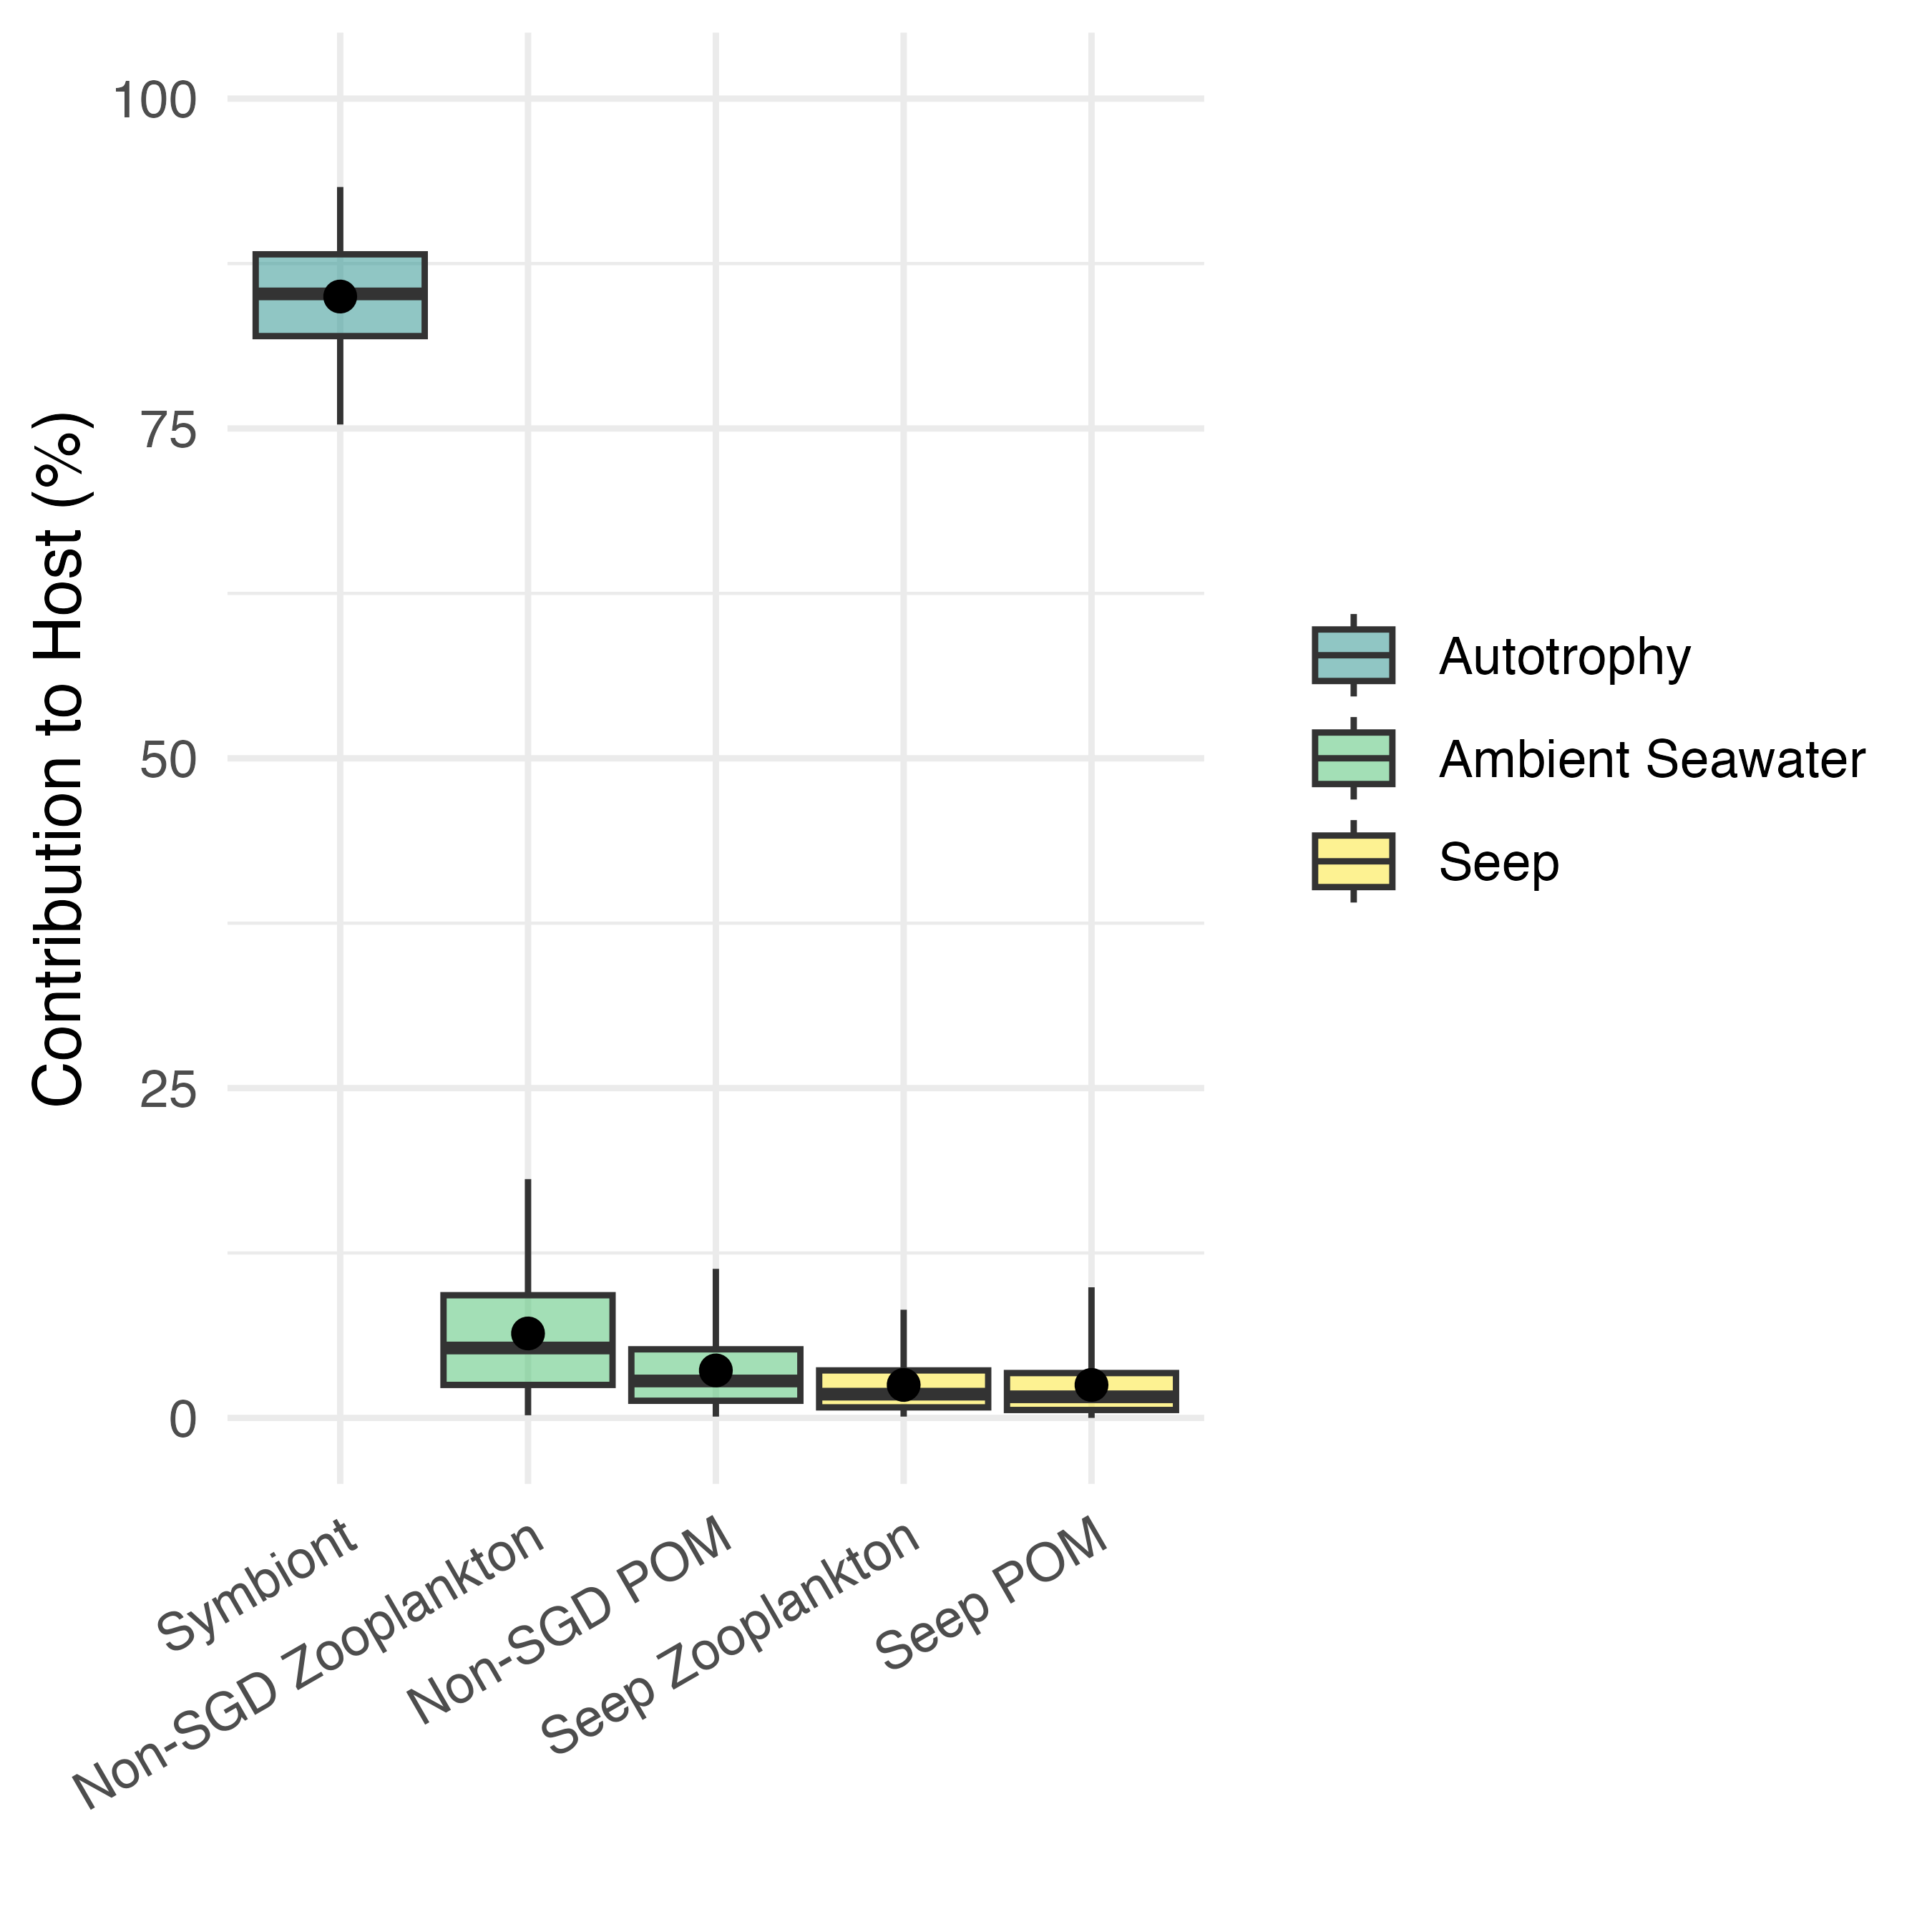 Contribution to Host (%)
100
75
50
25
0
Symbiont
Non-SGD Zooplankton
Non-SGD POM
Seep Zooplankton
Seep POM
Autotrophy
Ambient Seawater
Seep